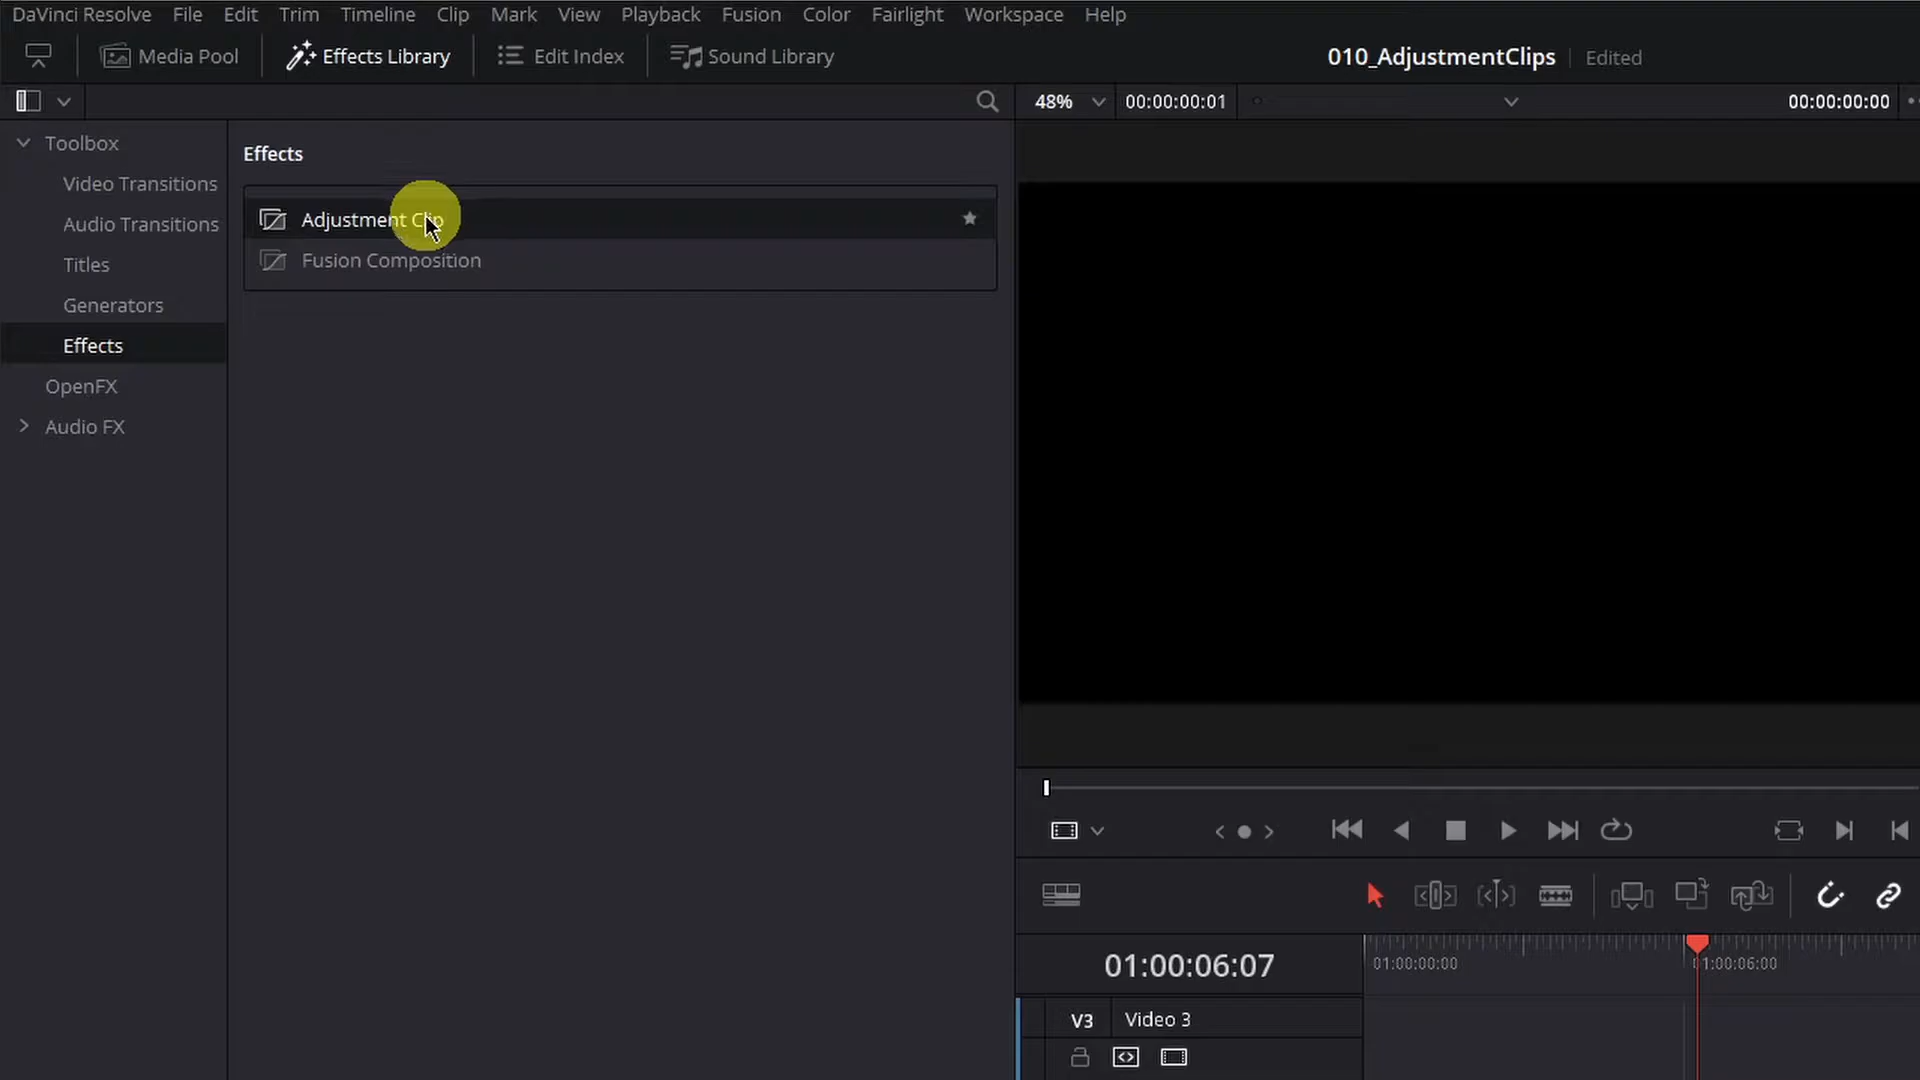 DaVinci Resolve File Edit Trim Timeline Clip Mark View Playback Fusion Color Fairlight Workspace Help
Media Pool Effects Library Edit Index Sound Library 010_AdjustmentClips Edited
48% 00:00:00:01 00:00:00:00
Toolbox
Effects
Video Transitions
Adjustment Clip
Audio Transitions
Fusion Composition
Titles
Generators
Effects
OpenFX
Audio FX
01:00:06:07
01:00:00:00
01:00:06:00
V3 Video 3